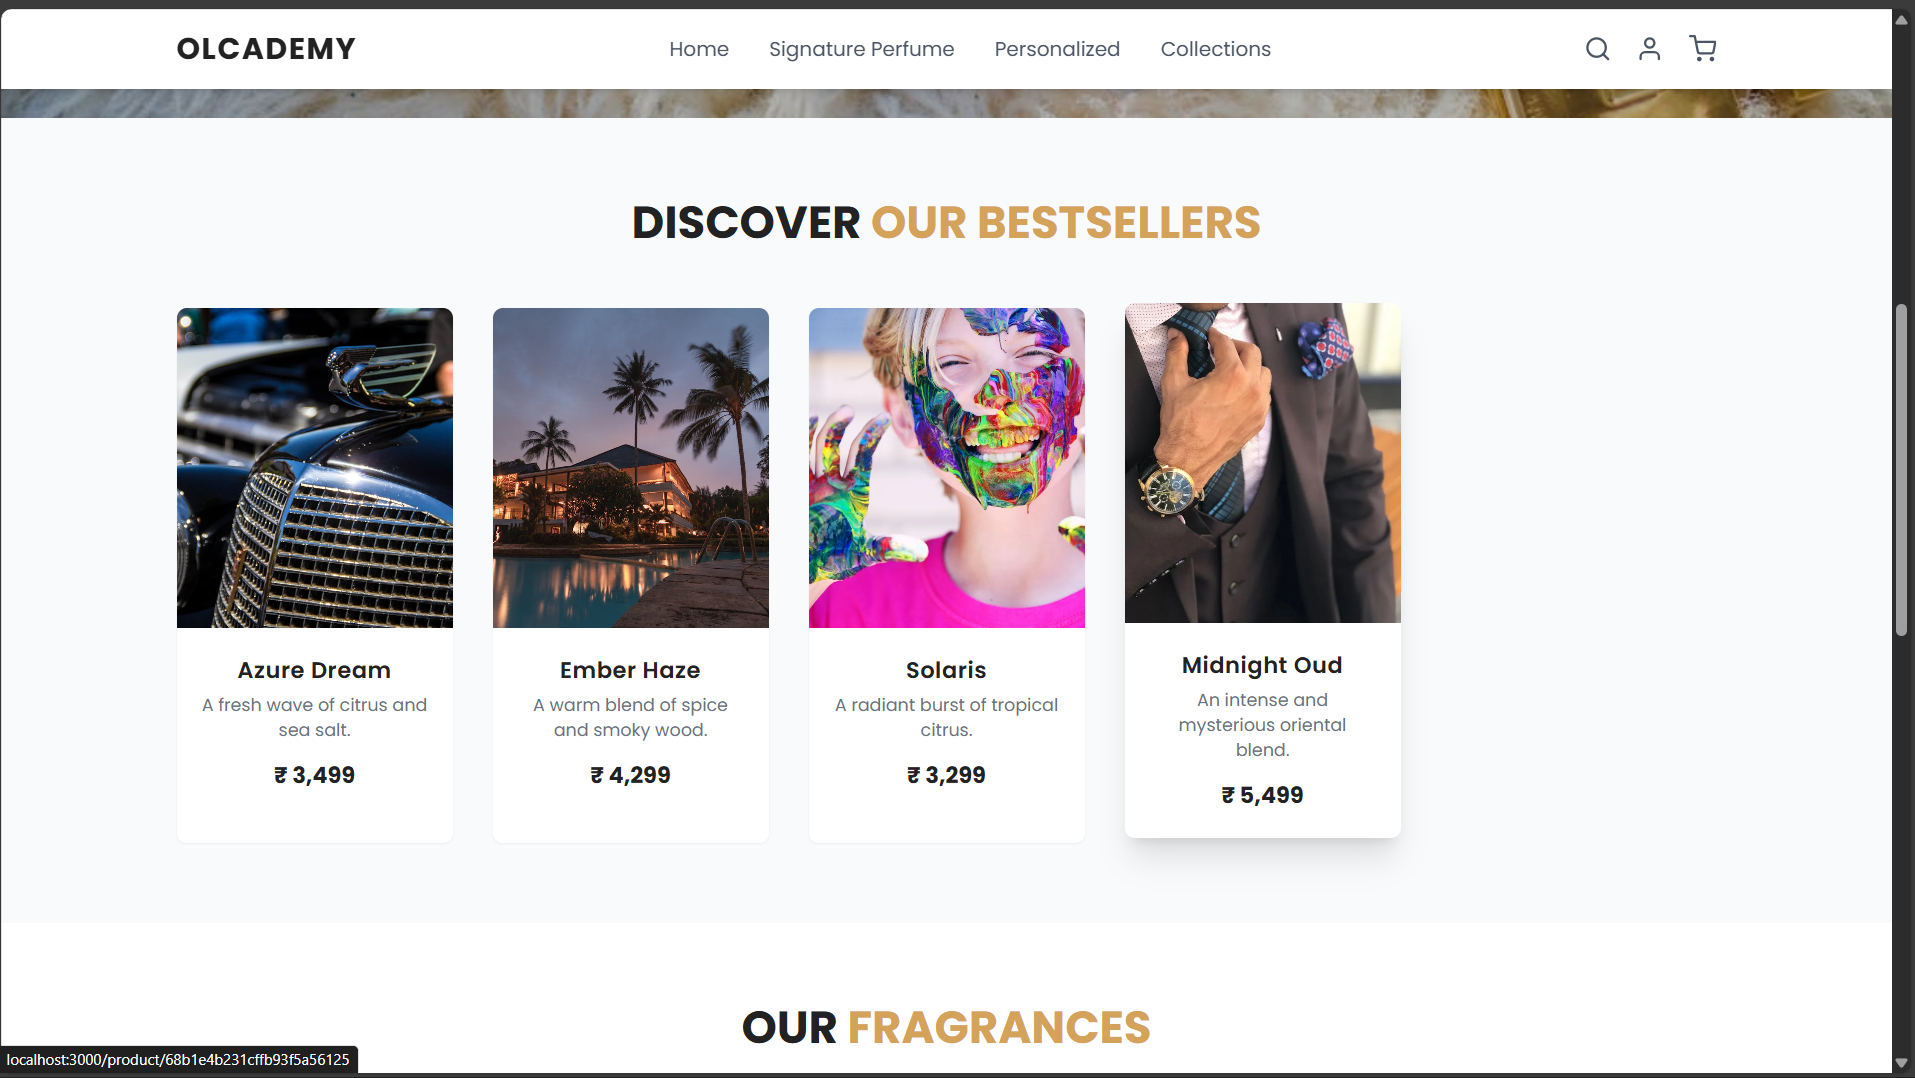 OLCADEMY
Home Signature Perfume Personalized Collections
DISCOVER OUR BESTSELLERS
Azure Dream
A fresh wave of citrus and
sea salt.
₹ 3,499
Ember Haze
A warm blend of spice
and smoky wood.
₹ 4,299
Solaris
A radiant burst of tropical
citrus.
₹ 3,299
Midnight Oud
An intense and
mysterious oriental
blend.
₹ 5,499
OUR FRAGRANCES
localhost:3000/product/68b1e4b231cffb93f5a56125